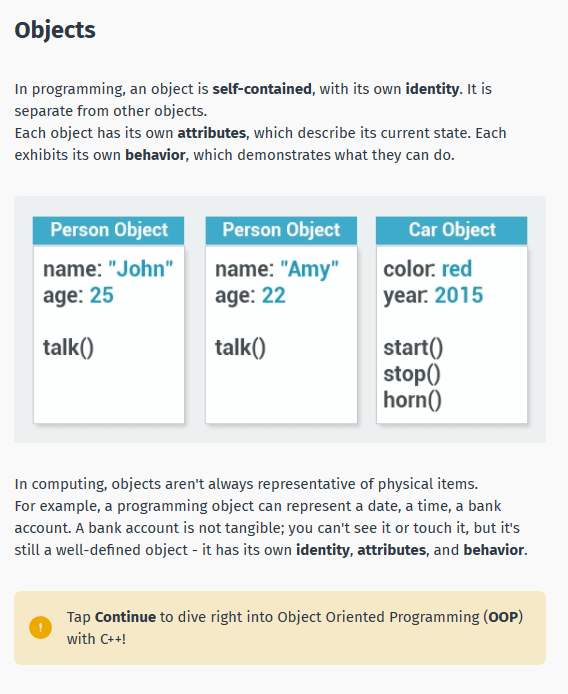 Objects
In programming, an object is self-contained, with its own identity. It is
separate from other objects.
Each object has its own attributes, which describe its current state. Each
exhibits its own behavior, which demonstrates what they can do.
Person Object
name: "John"
age: 25
talk()
Person Object
name: "Amy"
age: 22
talk()
Car Object
color: red
year: 2015
start()
stop()
horn()
In computing, objects aren't always representative of physical items.
For example, a programming object can represent a date, a time, a bank
account. A bank account is not tangible; you can't see it or touch it, but it's
still a well-defined object - it has its own identity, attributes, and behavior.
!
Tap Continue to dive right into Object Oriented Programming (OOP)
with C++!